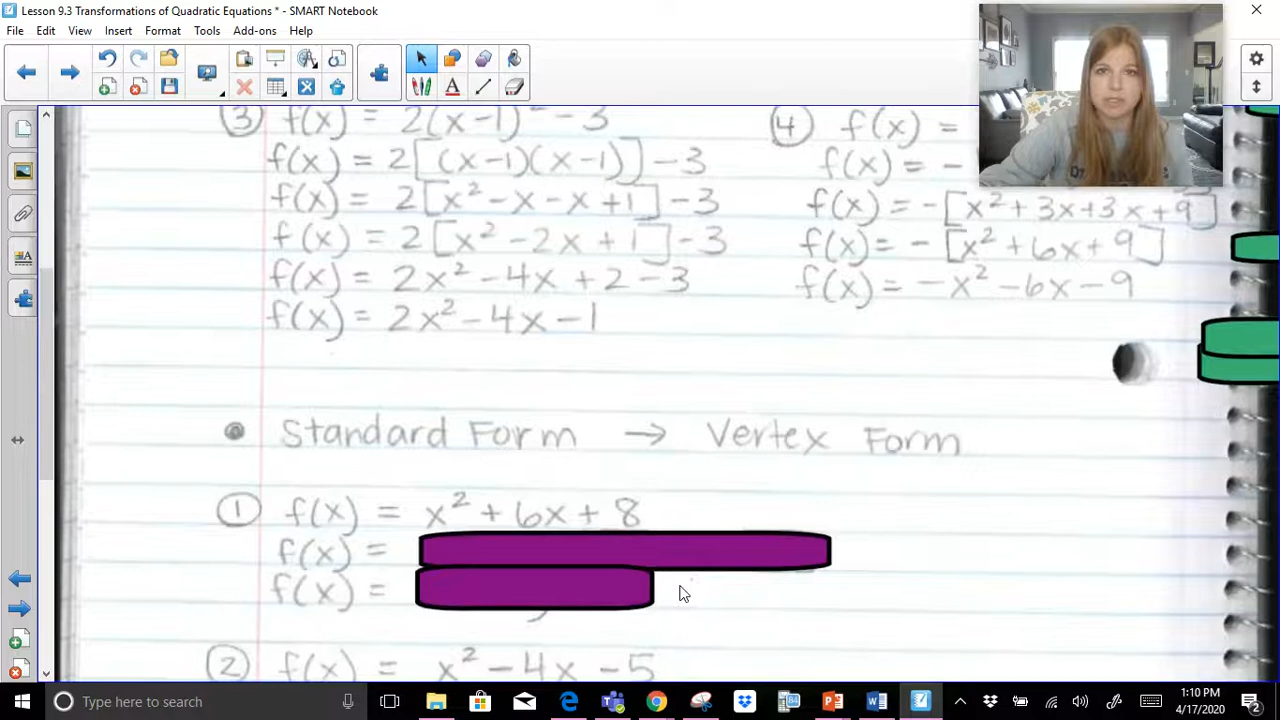 Lesson 9.3 Transformations of Quadratic Equations * - SMART Notebook
File Edit View Insert Format Tools Add-ons Help
③ f(x) = 2(x-1)² -3
f(x) = 2[(x-1)(x-1)] -3
f(x) = 2[x² -x -x +1] -3
f(x) = 2[x² -2x +1] -3
f(x) = 2x² -4x +2 -3
f(x) = 2x² -4x -1
④ f(x) =
f(x) = -
f(x) = -[x² + 3x + 3x + 9]
f(x) = -[x² + 6x + 9]
f(x) = -x² -6x -9
• Standard Form → Vertex Form
① f(x) = x² + 6x + 8
f(x) =
f(x) =
② f(x) = x² -4x -5
Type here to search
1:10 PM
4/17/2020
2